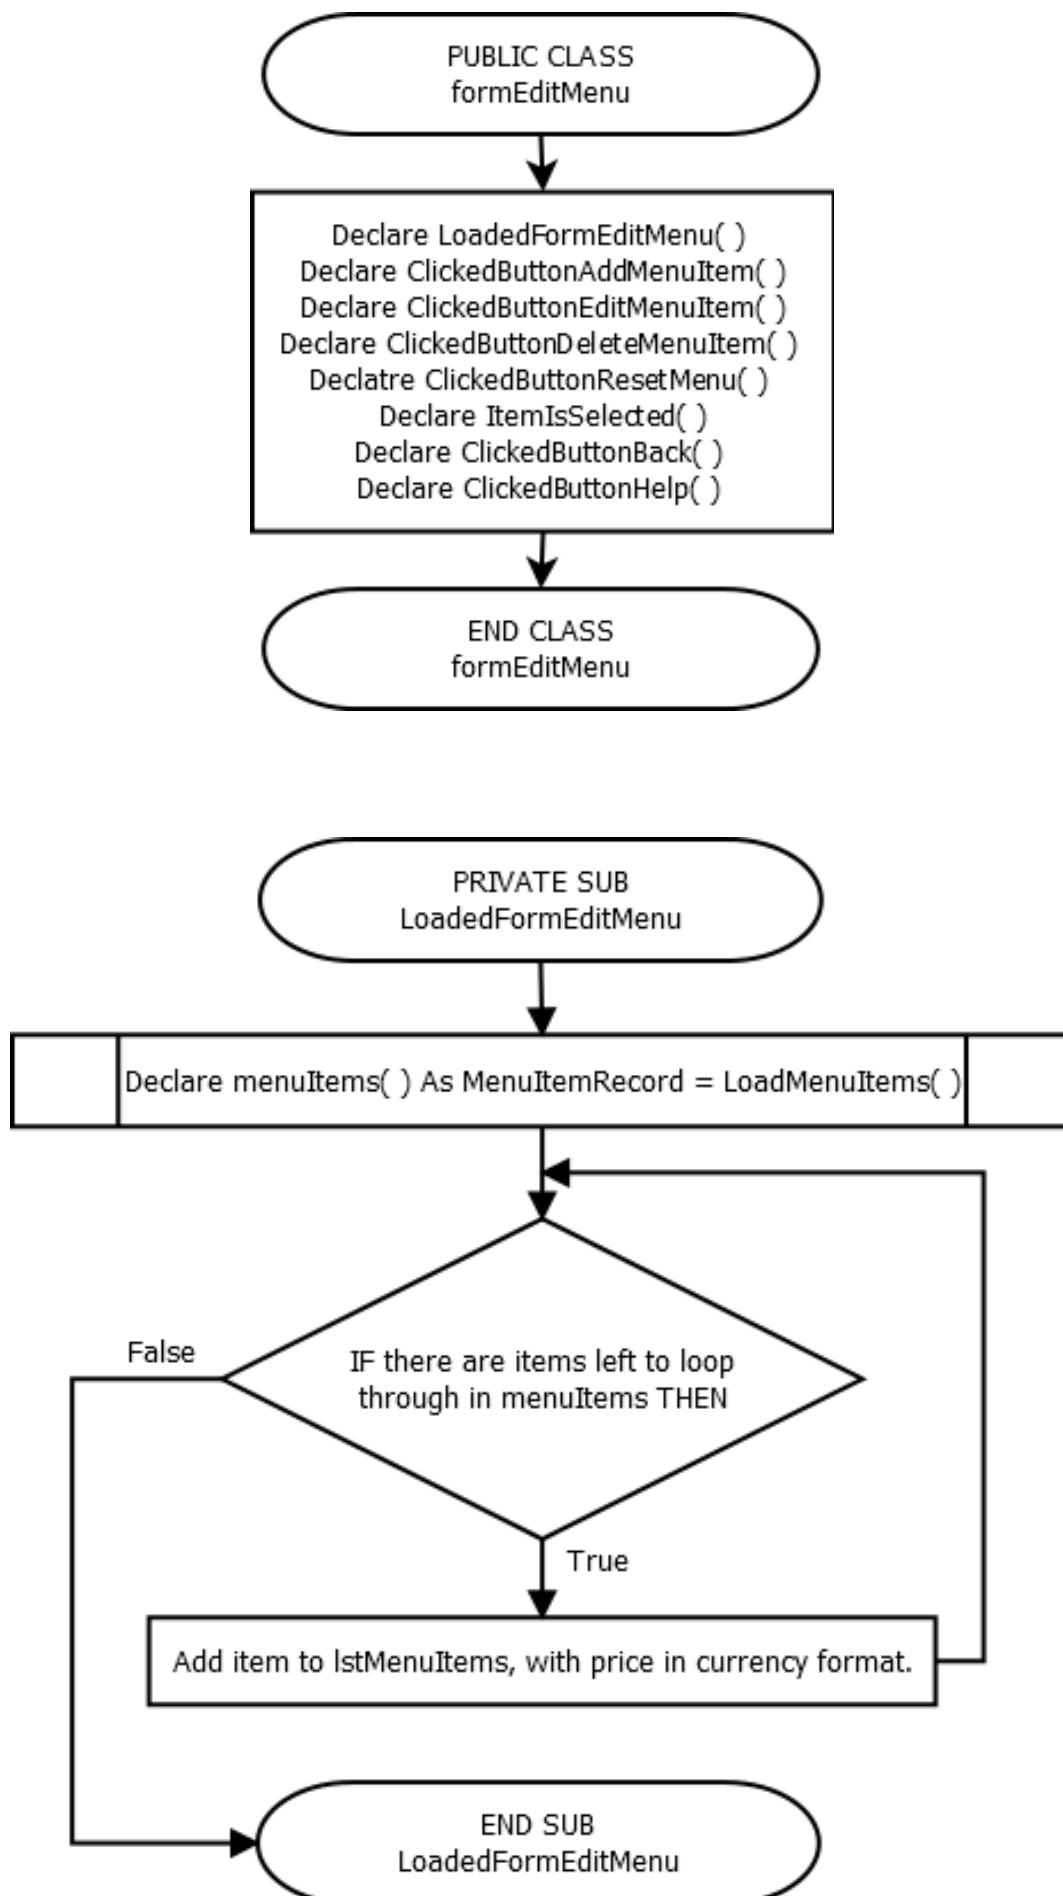 PUBLIC CLASS
formEditMenu
Declare LoadedFormEditMenu( )
Declare ClickedButtonAddMenuItem( )
Declare ClickedButtonEditMenuItem( )
Declare ClickedButtonDeleteMenuItem( )
Declatre ClickedButtonResetMenu( )
Declare ItemIsSelected( )
Declare ClickedButtonBack( )
Declare ClickedButtonHelp( )
END CLASS
formEditMenu
PRIVATE SUB
LoadedFormEditMenu
Declare menuItems( ) As MenuItemRecord = LoadMenuItems( )
False
IF there are items left to loop
through in menuItems THEN
True
Add item to lstMenuItems, with price in currency format.
END SUB
LoadedFormEditMenu